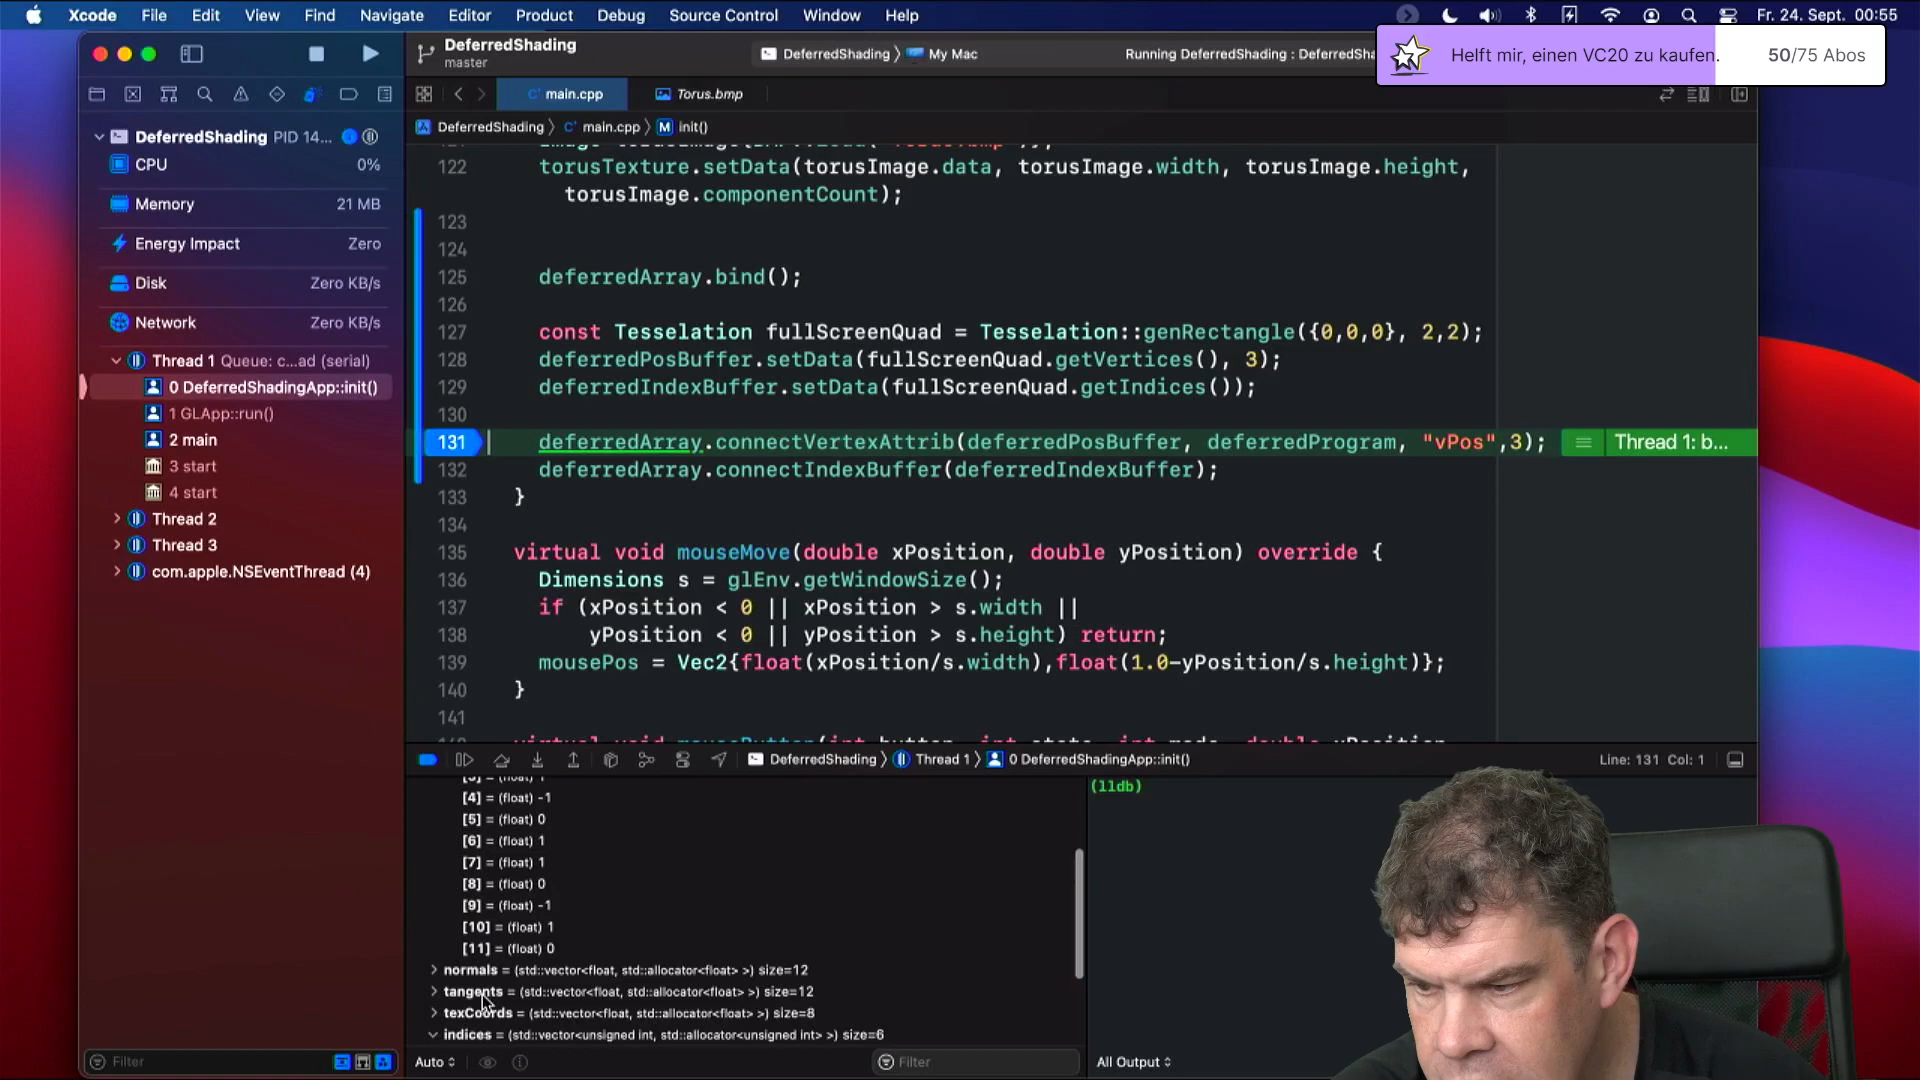 Xcode File Edit View Find Navigate Editor Product Debug Source Control Window Help
Fr. 24. Sept. 00:55
Helft mir, einen VC20 zu kaufen. 50/75 Abos
DeferredShading
master
DeferredShading 〉 My Mac
Running DeferredShading : DeferredSha
main.cpp
Torus.bmp
DeferredShading 〉 main.cpp 〉 M init()
DeferredShading PID 14...
CPU 0%
Memory 21 MB
Energy Impact Zero
Disk Zero KB/s
Network Zero KB/s
Thread 1 Queue: c...ad (serial)
0 DeferredShadingApp::init()
1 GLApp::run()
2 main
3 start
4 start
Thread 2
Thread 3
com.apple.NSEventThread (4)
Filter
122 torusTexture.setData(torusImage.data, torusImage.width, torusImage.height,
torusImage.componentCount);
123
124
125 deferredArray.bind();
126
127 const Tesselation fullScreenQuad = Tesselation::genRectangle({0,0,0}, 2,2);
128 deferredPosBuffer.setData(fullScreenQuad.getVertices(), 3);
129 deferredIndexBuffer.setData(fullScreenQuad.getIndices());
130
131 deferredArray.connectVertexAttrib(deferredPosBuffer, deferredProgram, "vPos",3); Thread 1: b...
132 deferredArray.connectIndexBuffer(deferredIndexBuffer);
133 }
134
135 virtual void mouseMove(double xPosition, double yPosition) override {
136 Dimensions s = glEnv.getWindowSize();
137 if (xPosition < 0 || xPosition > s.width ||
138 yPosition < 0 || yPosition > s.height) return;
139 mousePos = Vec2{float(xPosition/s.width),float(1.0-yPosition/s.height)};
140 }
141
DeferredShading 〉 Thread 1 〉 0 DeferredShadingApp::init()
Line: 131 Col: 1
[3] = (float) 1
[4] = (float) -1
[5] = (float) 0
[6] = (float) 1
[7] = (float) 1
[8] = (float) 0
[9] = (float) -1
[10] = (float) 1
[11] = (float) 0
normals = (std::vector<float, std::allocator<float> >) size=12
tangents = (std::vector<float, std::allocator<float> >) size=12
texCoords = (std::vector<float, std::allocator<float> >) size=8
indices = (std::vector<unsigned int, std::allocator<unsigned int> >) size=6
Auto
Filter
(lldb)
All Output